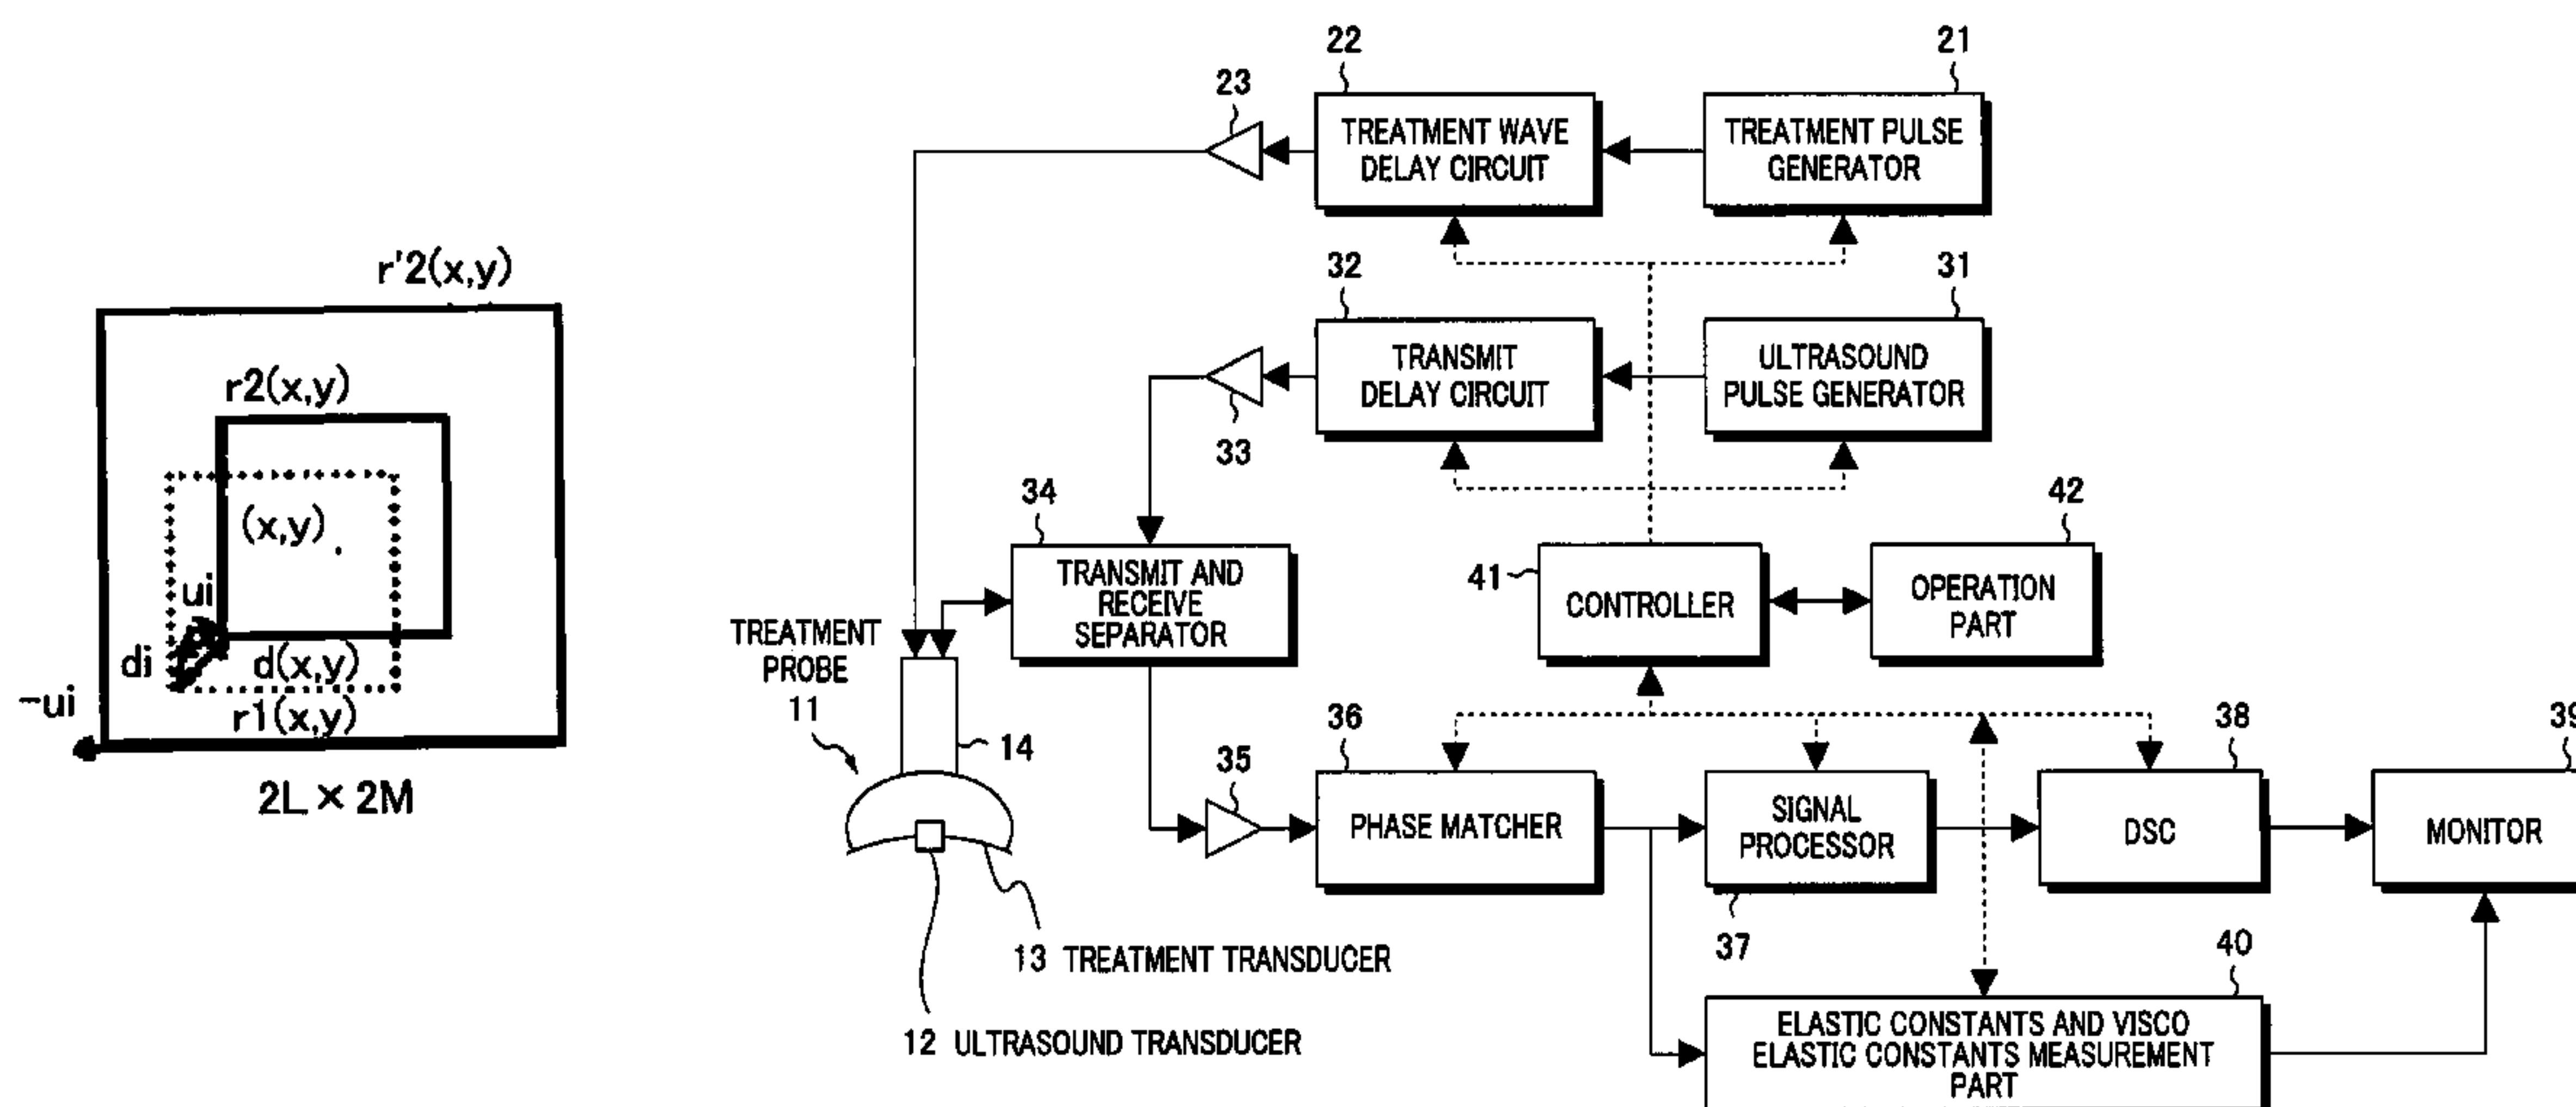 r'2(x,y)
r2(x,y)
(x,y)
ui
di
d(x,y)
-ui
r1(x,y)
2L×2M
22
21
23
TREATMENT WAVE
DELAY CIRCUIT
TREATMENT PULSE
GENERATOR
32
31
TRANSMIT
DELAY CIRCUIT
ULTRASOUND
PULSE GENERATOR
33
34
42
TRANSMIT AND
RECEIVE
SEPARATOR
41
CONTROLLER
OPERATION
PART
TREATMENT
PROBE
11
14
36
38
39
35
PHASE MATCHER
SIGNAL
PROCESSOR
DSC
MONITOR
37
40
13 TREATMENT TRANSDUCER
12 ULTRASOUND TRANSDUCER
ELASTIC CONSTANTS AND VISCO
ELASTIC CONSTANTS MEASUREMENT
PART